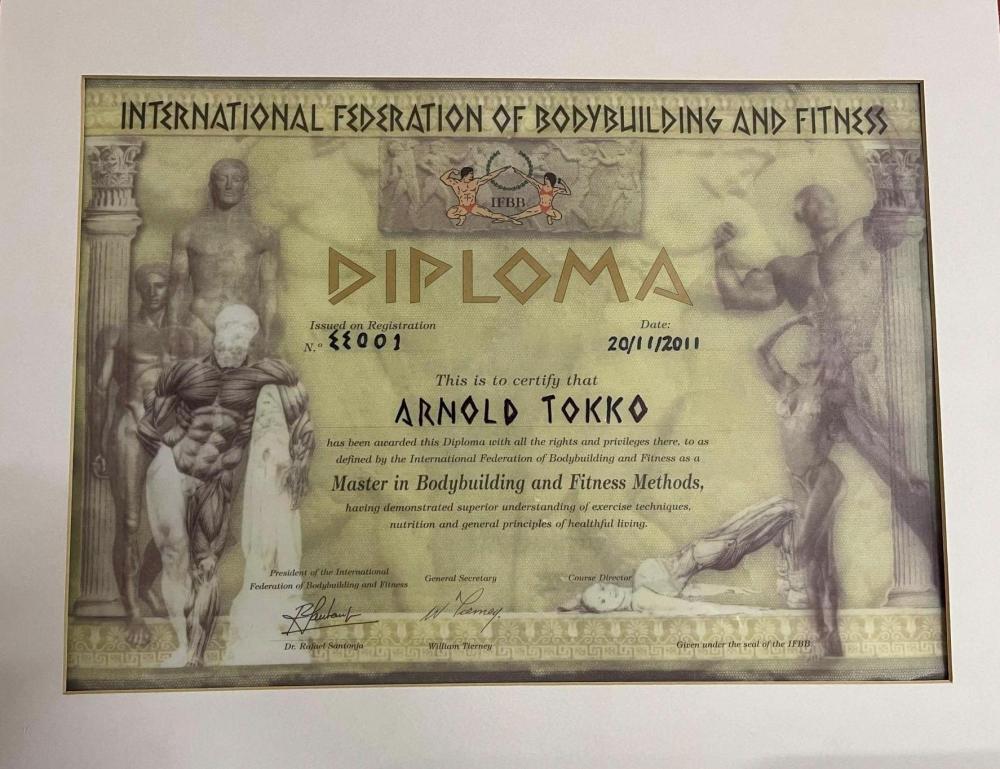 INTERNATIONAL FEDERATION OF BODYBUILDING AND FITNESS
IFBB
DIPLOMA
Issued on Registration
N.º EE001
Date:
20/11/2011
This is to certify that
ARNOLD TOKKO
has been awarded this Diploma with all the rights and privileges there, to as
defined by the International Federation of Bodybuilding and Fitness as a
Master in Bodybuilding and Fitness Methods,
having demonstrated superior understanding of exercise techniques,
nutrition and general principles of healthful living.
President of the International
Federation of Bodybuilding and Fitness
General Secretary
Course Director
W Tierney
Dr. Rafael Santonja
William Tierney
Given under the seal of the IFBB